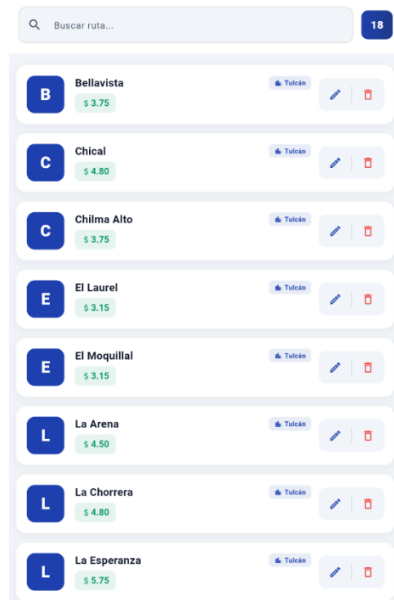 Buscar ruta...
18
B
Bellavista
Tulcán
$ 3.75
C
Chical
Tulcán
$ 4.80
C
Chilma Alto
Tulcán
$ 3.75
E
El Laurel
Tulcán
$ 3.15
E
El Moquillal
Tulcán
$ 3.15
L
La Arena
Tulcán
$ 4.50
L
La Chorrera
Tulcán
$ 4.80
L
La Esperanza
Tulcán
$ 5.75